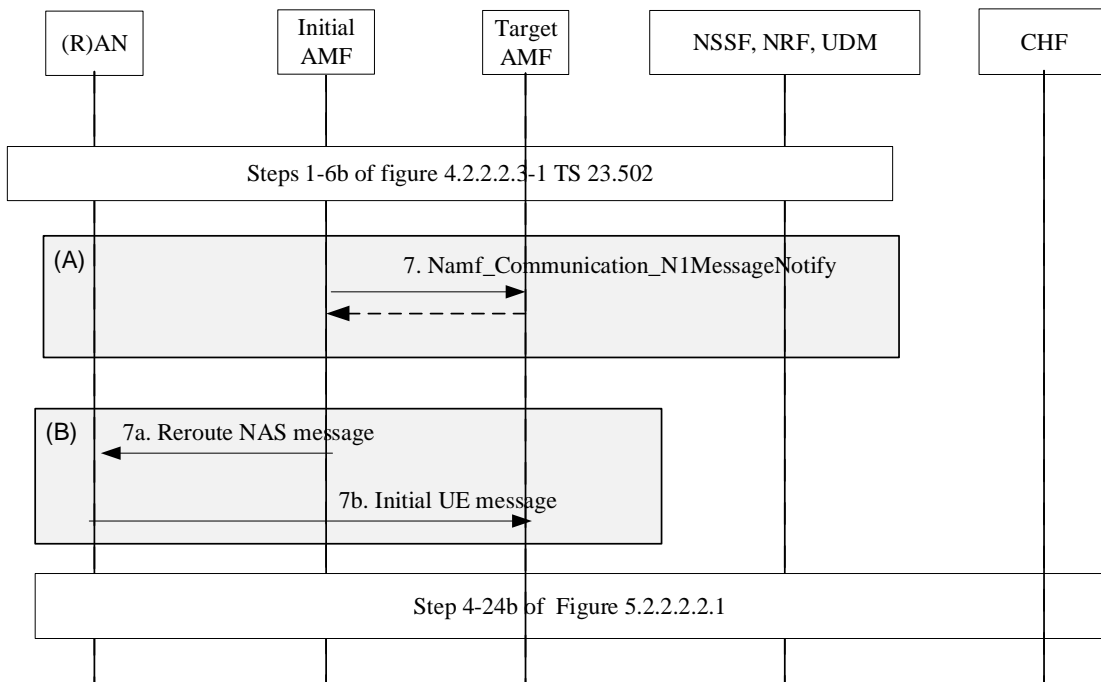 (R)AN
Initial
AMF
Target
AMF
NSSF, NRF, UDM
CHF
Steps 1-6b of figure 4.2.2.2.3-1 TS 23.502
(A)
7. Namf_Communication_N1MessageNotify
(B)
7a. Reroute NAS message
7b. Initial UE message
Step 4-24b of Figure 5.2.2.2.2.1